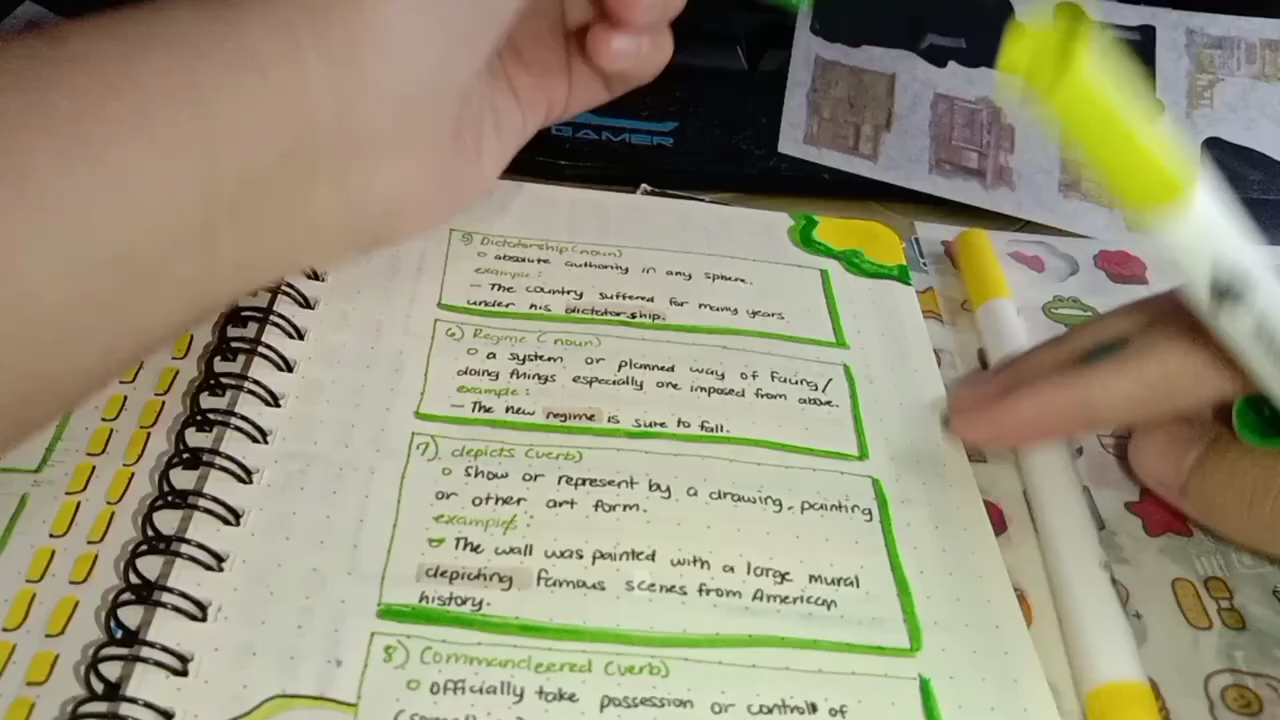 GAMER
5) Dictatorship (noun)
absolute authority in any sphere.
example:
- The country suffered for many years
under his dictatorship.
6) Regime (noun)
a system or planned way of facing/
doing things especially one imposed from above.
example:
- The new regime is sure to fall.
7) depicts (verb)
Show or represent by a drawing, painting
or other art form.
examples:
The wall was painted with a large mural
depicting famous scenes from American
history.
8) Commandeered (verb)
officially take possession or control of